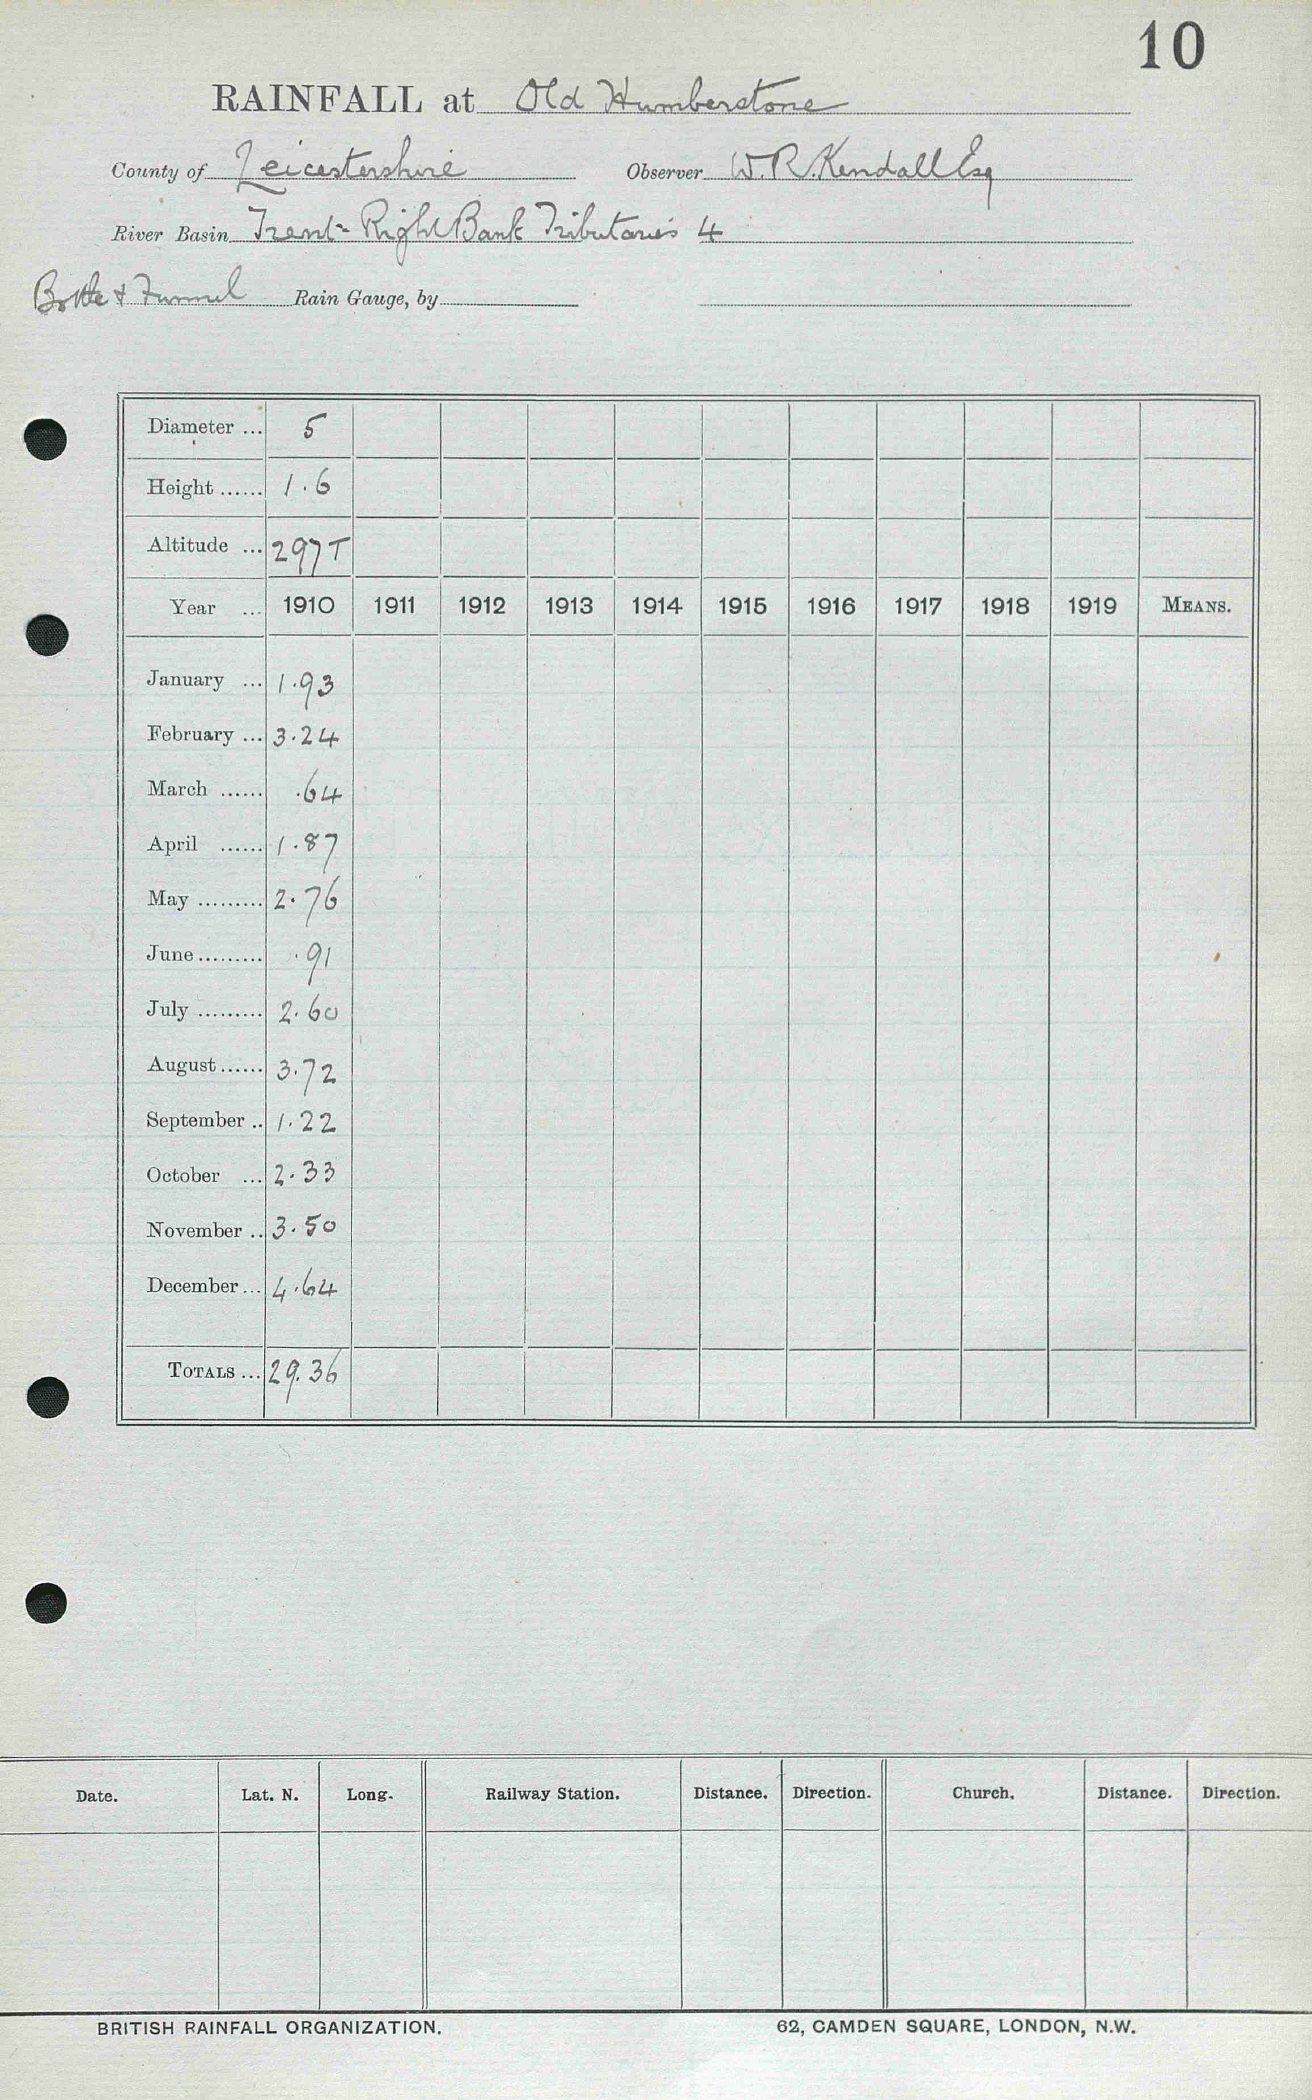 10
RAINFALL at Old Humberstone
County of Leicestershire Observer W. R. Kendall Esq
River Basin Trent - Right Bank Tributaries 4
Bottle & Funnel Rain Gauge, by
Diameter ... 5
Height ...... 1.6
Altitude ... 297 T
Year ... 1910 1911 1912 1913 1914 1915 1916 1917 1918 1919 MEANS.
January ... 1.93
February ... 3.24
March ...... .64
April ...... 1.87
May ......... 2.76
June ......... .91
July ......... 2.60
August ...... 3.72
September .. 1.22
October ... 2.33
November .. 3.50
December ... 4.64
TOTALS ... 29.36
Date. Lat. N. Long. Railway Station. Distance. Direction. Church. Distance. Direction.
BRITISH RAINFALL ORGANIZATION. 62, CAMDEN SQUARE, LONDON, N.W.